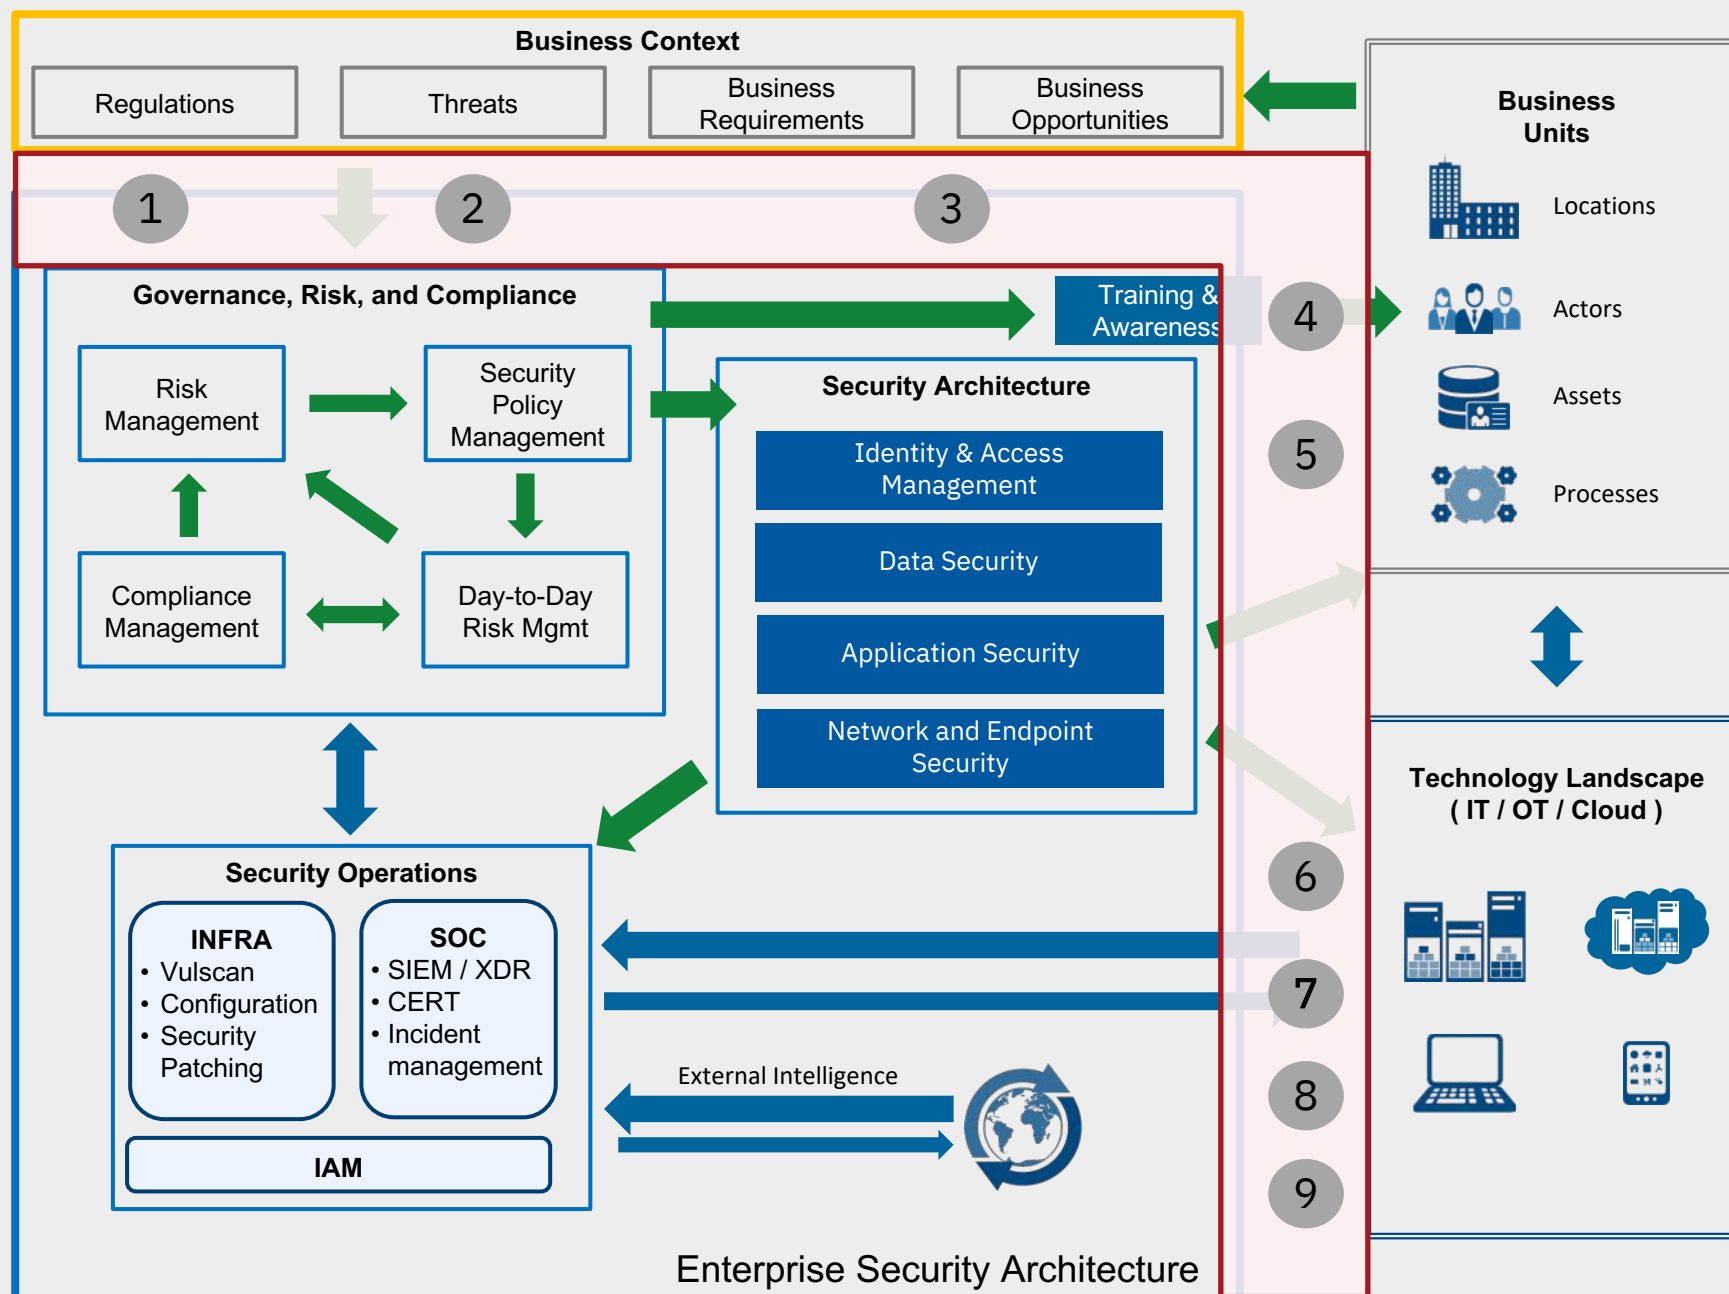 Business Context
Regulations
Threats
Business
Requirements
Business
Opportunities
Business
Units
Locations
Actors
Assets
Processes
1
2
3
4
5
Governance, Risk, and Compliance
Risk
Management
Security
Policy
Management
Compliance
Management
Day-to-Day
Risk Mgmt
Training &
Awareness
Security Architecture
Identity & Access
Management
Data Security
Application Security
Network and Endpoint
Security
Technology Landscape
( IT / OT / Cloud )
6
7
8
9
Security Operations
INFRA
• Vulscan
• Configuration
• Security
Patching
SOC
• SIEM / XDR
• CERT
• Incident
management
IAM
External Intelligence
Enterprise Security Architecture